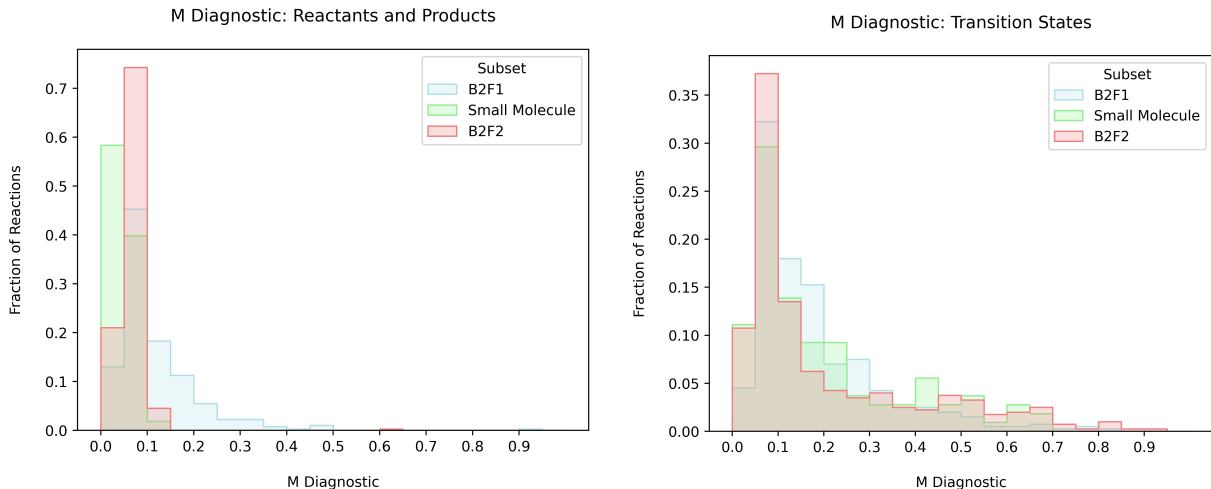 M Diagnostic: Reactants and Products
Fraction of Reactions
0.7
0.6
0.5
0.4
0.3
0.2
0.1
0.0
Subset
B2F1
Small Molecule
B2F2
0.0 0.1 0.2 0.3 0.4 0.5 0.6 0.7 0.8 0.9
M Diagnostic
M Diagnostic: Transition States
Fraction of Reactions
0.35
0.30
0.25
0.20
0.15
0.10
0.05
0.00
Subset
B2F1
Small Molecule
B2F2
0.0 0.1 0.2 0.3 0.4 0.5 0.6 0.7 0.8 0.9
M Diagnostic